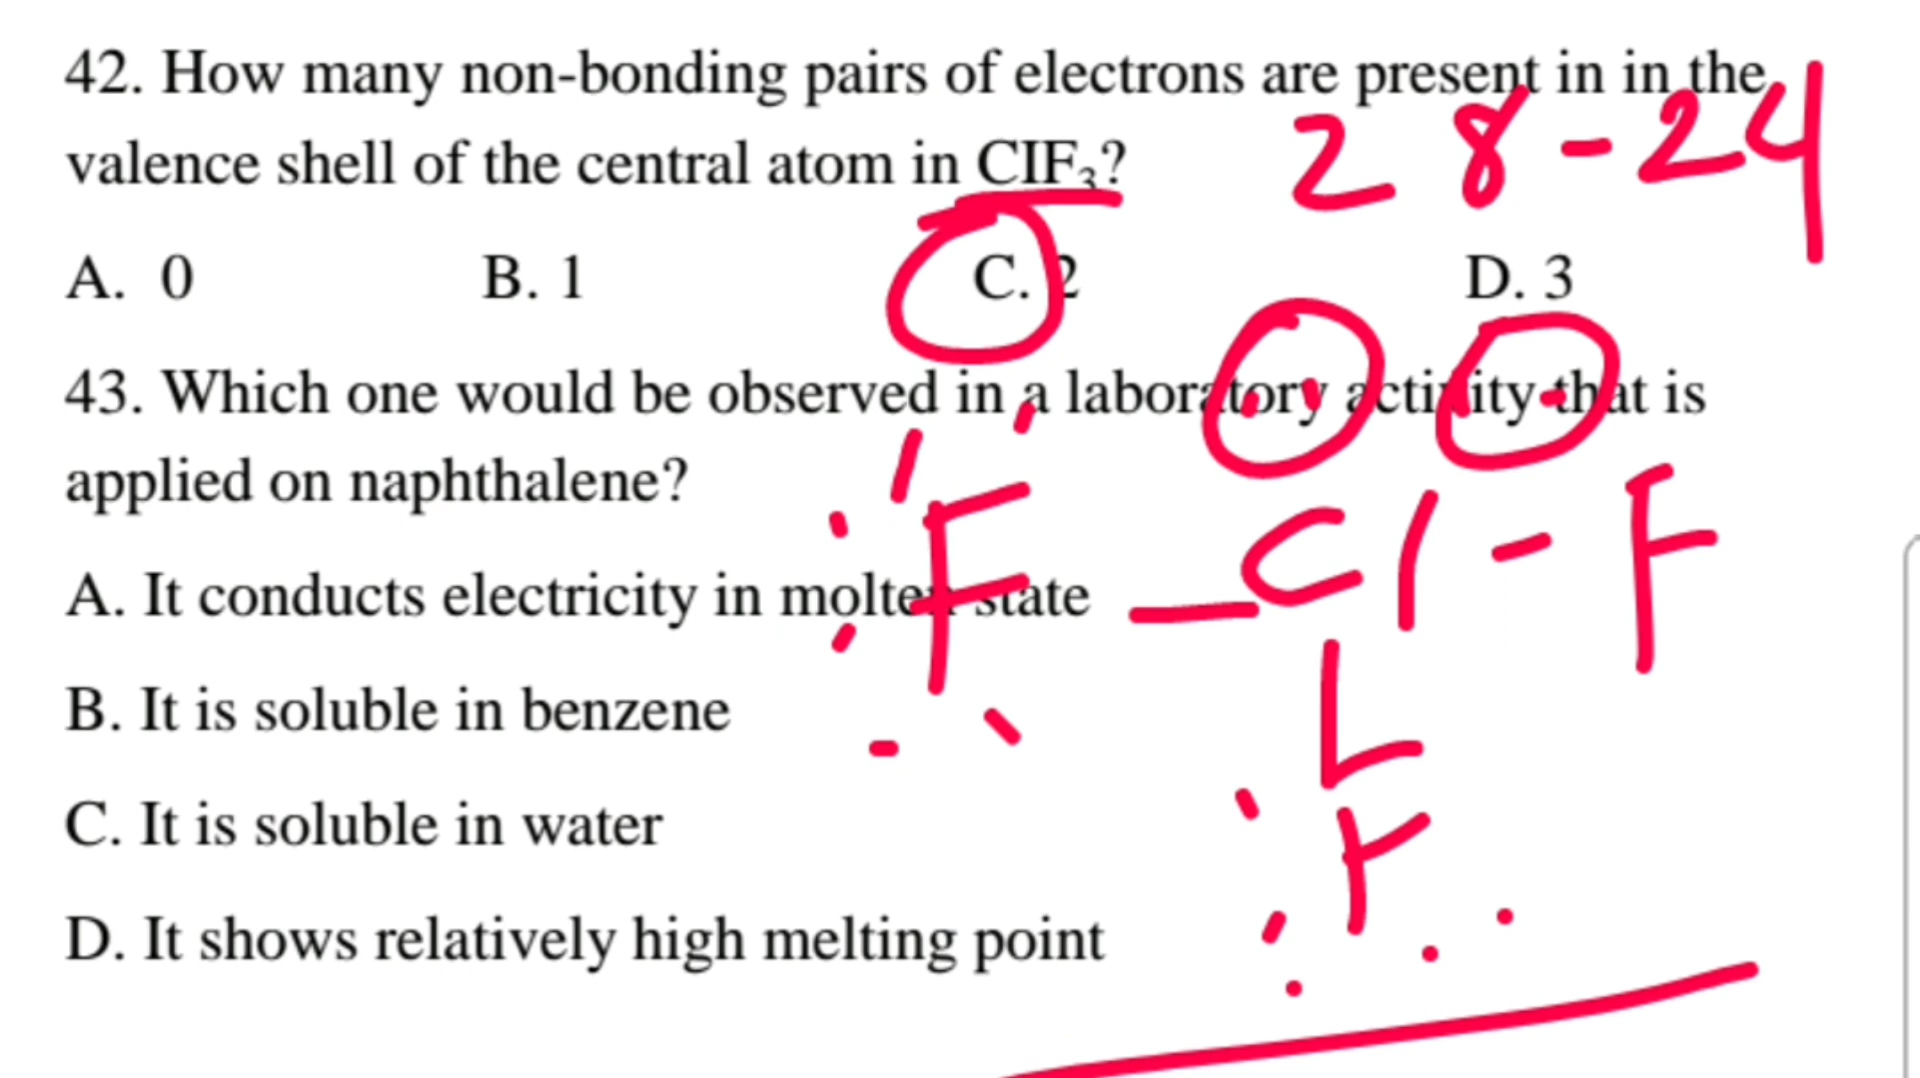 42. How many non-bonding pairs of electrons are present in in the
valence shell of the central atom in CIF₃?
28-24
A. 0 B. 1 C. 2 D. 3
43. Which one would be observed in a laboratory activity that is
applied on naphthalene?
F - Cl - F
A. It conducts electricity in molten state
F
B. It is soluble in benzene
C. It is soluble in water
D. It shows relatively high melting point